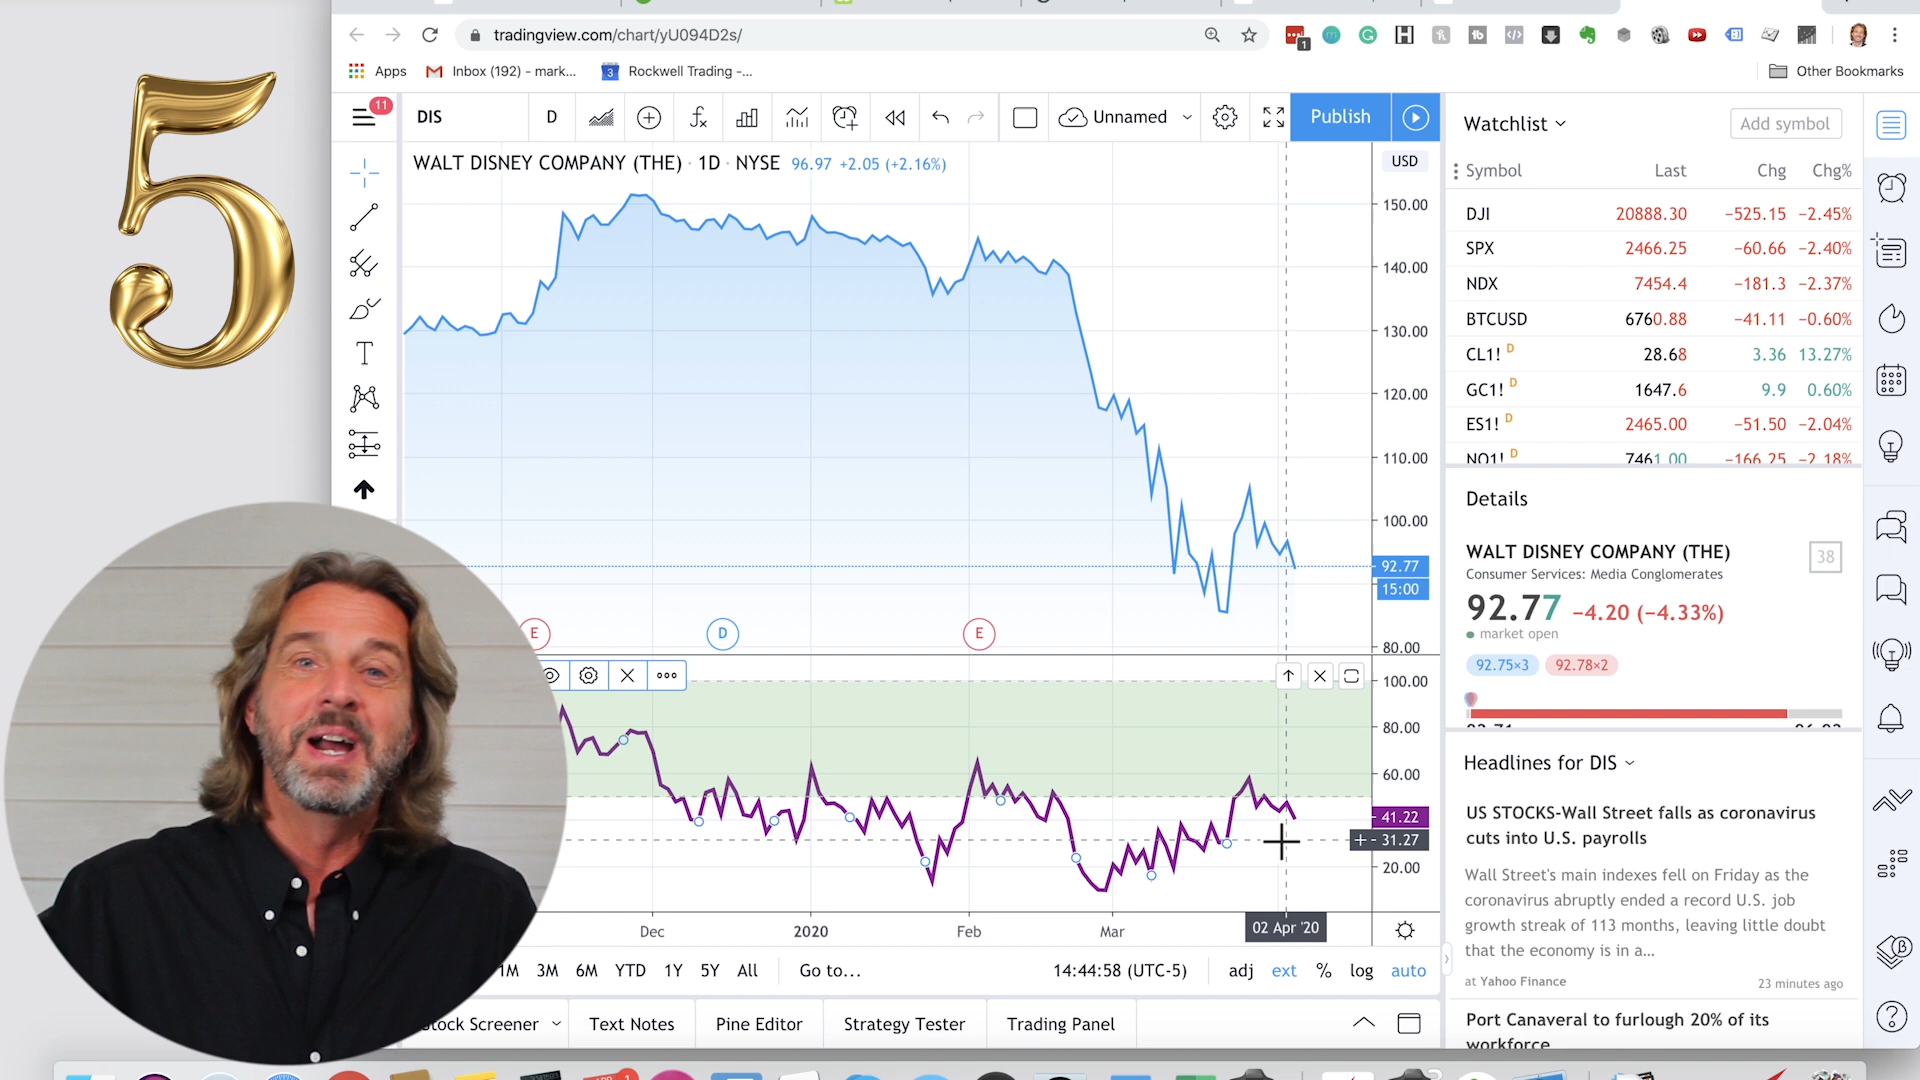 5
tradingview.com/chart/yU094D2s/
1
Apps
Inbox (192) - mark...
3
Rockwell Trading -...
Other Bookmarks
11
DIS
D
Unnamed
Publish
WALT DISNEY COMPANY (THE) · 1D · NYSE 96.97 +2.05 (+2.16%)
USD
150.00
140.00
130.00
120.00
110.00
100.00
92.77
15:00
80.00
E
D
E
100.00
80.00
60.00
41.22
31.27
20.00
Dec
2020
Feb
Mar
02 Apr '20
1M 3M 6M YTD 1Y 5Y All
Go to...
14:44:58 (UTC-5)
adj ext % log auto
tock Screener
Text Notes
Pine Editor
Strategy Tester
Trading Panel
Watchlist
Add symbol
Symbol Last Chg Chg%
DJI 20888.30 −525.15 −2.45%
SPX 2466.25 −60.66 −2.40%
NDX 7454.4 −181.3 −2.37%
BTCUSD 6760.88 −41.11 −0.60%
CL1! D 28.68 3.36 13.27%
GC1! D 1647.6 9.9 0.60%
ES1! D 2465.00 −51.50 −2.04%
NQ1! D 7461.00 −166.25 −2.18%
Details
WALT DISNEY COMPANY (THE)
38
Consumer Services: Media Conglomerates
92.77 −4.20 (−4.33%)
market open
92.75×3 92.78×2
Headlines for DIS
US STOCKS-Wall Street falls as coronavirus
cuts into U.S. payrolls
Wall Street's main indexes fell on Friday as the
coronavirus abruptly ended a record U.S. job
growth streak of 113 months, leaving little doubt
that the economy is in a...
at Yahoo Finance
23 minutes ago
Port Canaveral to furlough 20% of its
workforce